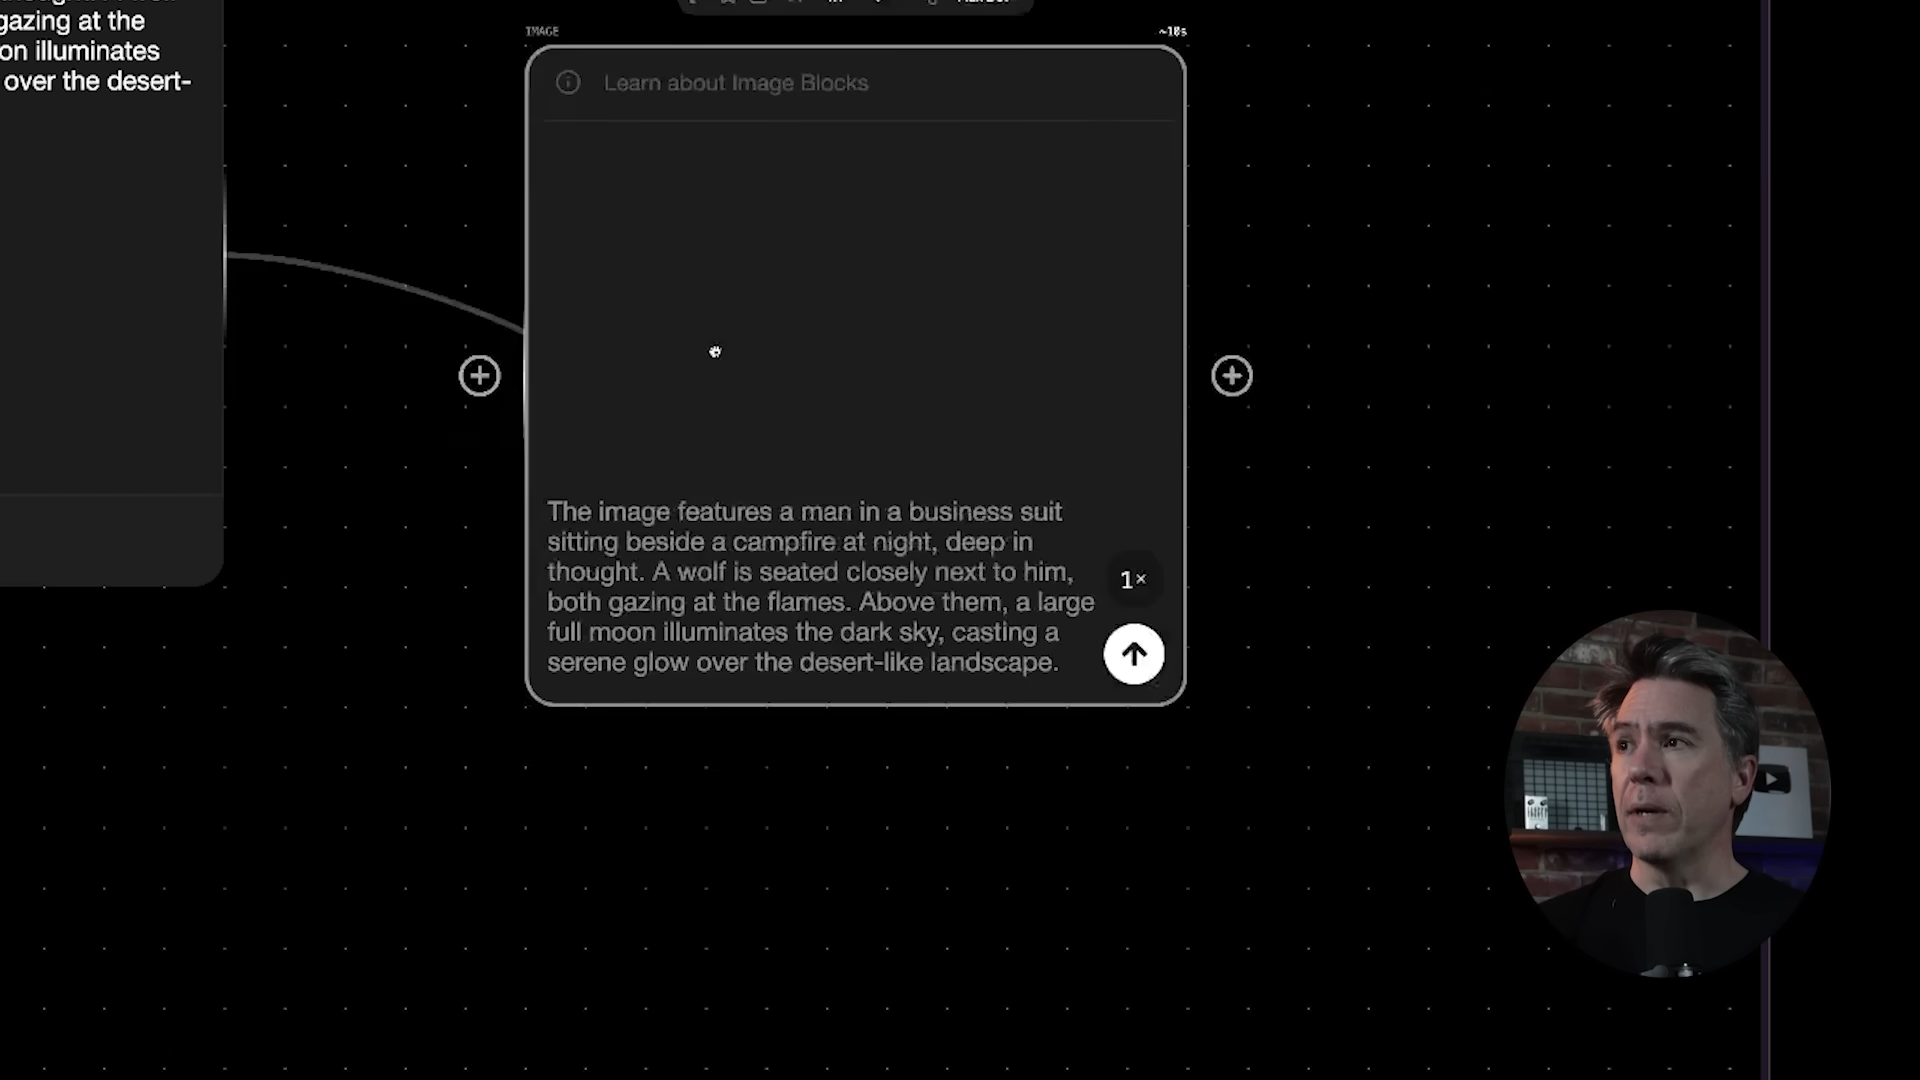 gazing at the
on illuminates
over the desert-
IMAGE
~18s
Learn about Image Blocks
The image features a man in a business suit
sitting beside a campfire at night, deep in
thought. A wolf is seated closely next to him,
both gazing at the flames. Above them, a large
full moon illuminates the dark sky, casting a
serene glow over the desert-like landscape.
1×